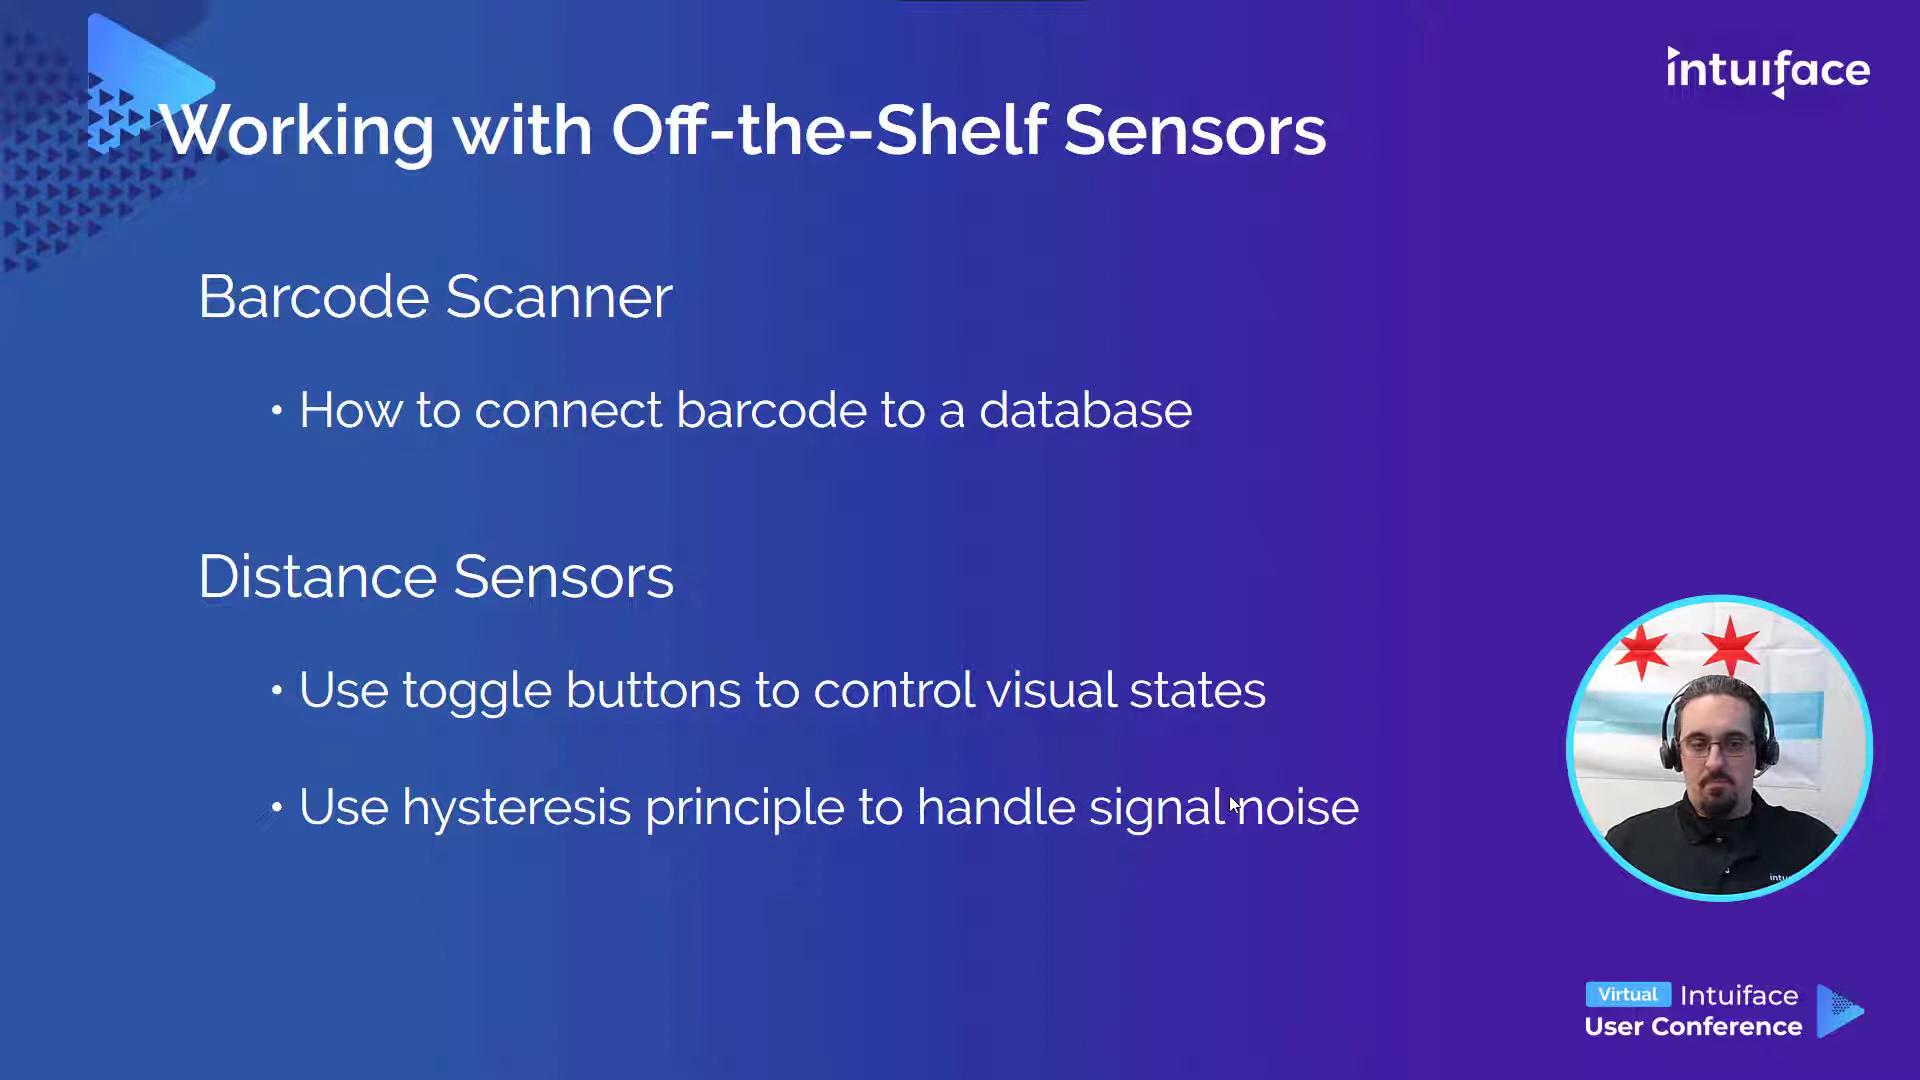 intuıface
Working with Off-the-Shelf Sensors
Barcode Scanner
• How to connect barcode to a database
Distance Sensors
• Use toggle buttons to control visual states
• Use hysteresis principle to handle signal noise
Virtual Intuiface
User Conference